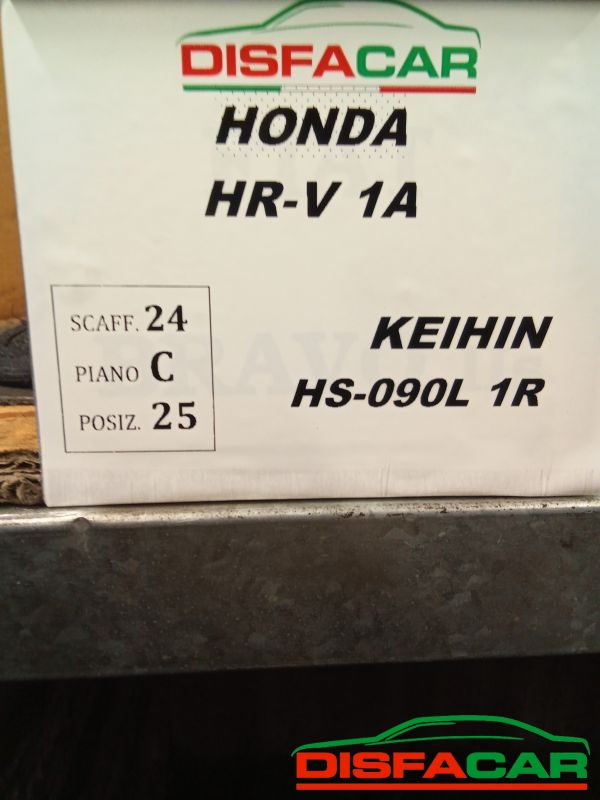 DISFACAR
HONDA
HR-V 1A
SCAFF. 24
PIANO C
POSIZ. 25
KEIHIN
HS-090L 1R
DISFACAR